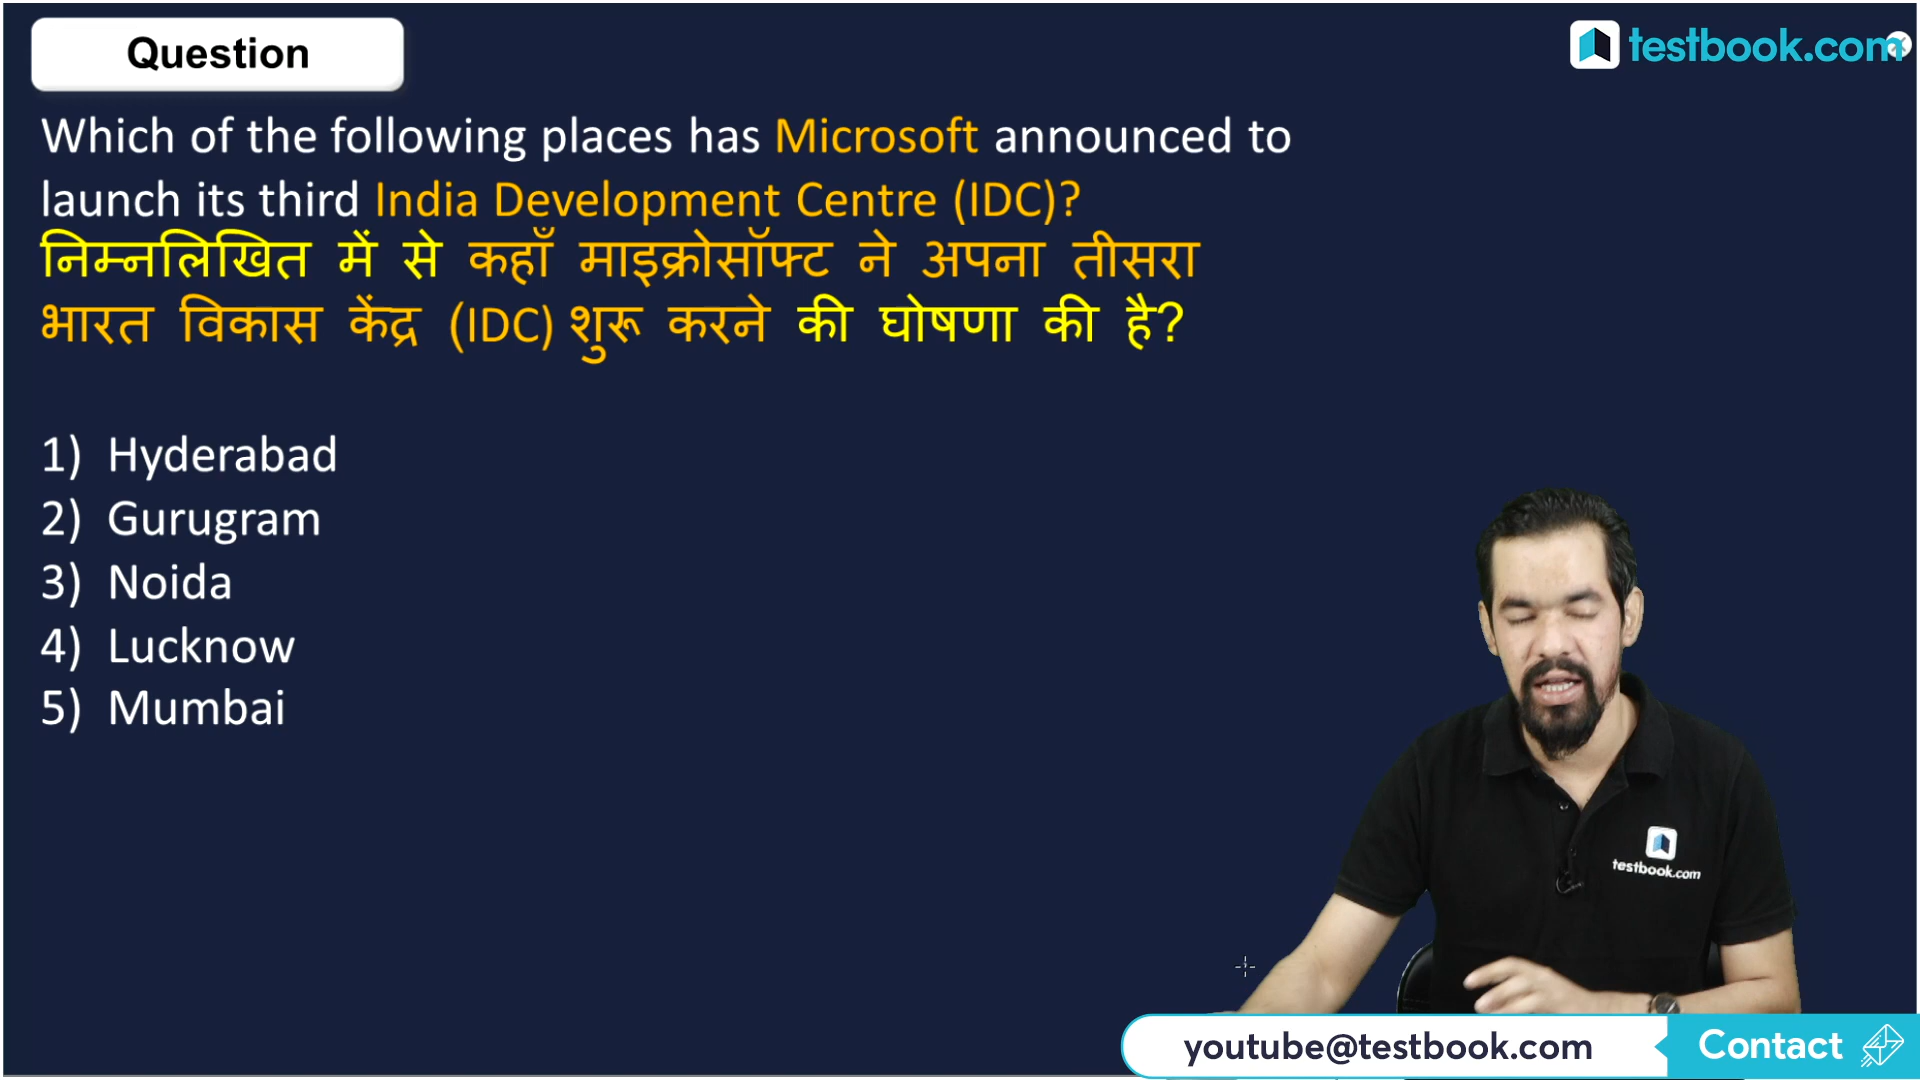 Question
testbook.com
Which of the following places has Microsoft announced to
launch its third India Development Centre (IDC)?
निम्नलिखित में से कहाँ माइक्रोसॉफ्ट ने अपना तीसरा
भारत विकास केंद्र (IDC) शुरू करने की घोषणा की है?
1) Hyderabad
2) Gurugram
3) Noida
4) Lucknow
5) Mumbai
testbook.com
youtube@testbook.com
Contact